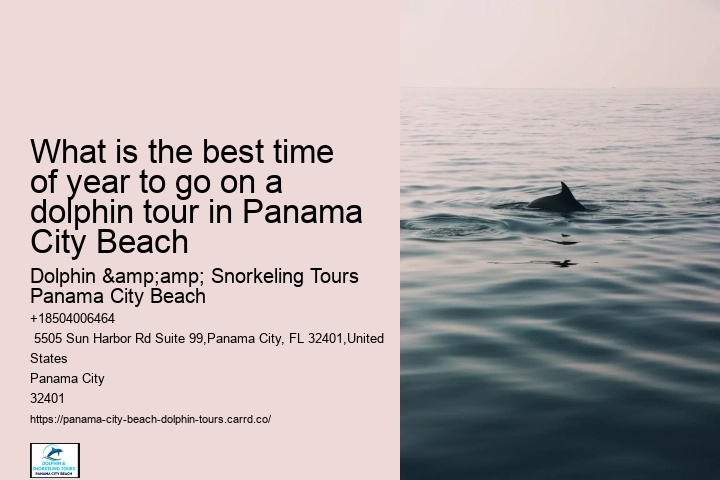 What is the best time
of year to go on a
dolphin tour in Panama
City Beach
Dolphin &amp;amp; Snorkeling Tours
Panama City Beach
+18504006464
5505 Sun Harbor Rd Suite 99,Panama City, FL 32401,United
States
Panama City
32401
https://panama-city-beach-dolphin-tours.carrd.co/
DOLPHIN &
SNORKELING TOURS
PANAMA CITY BEACH